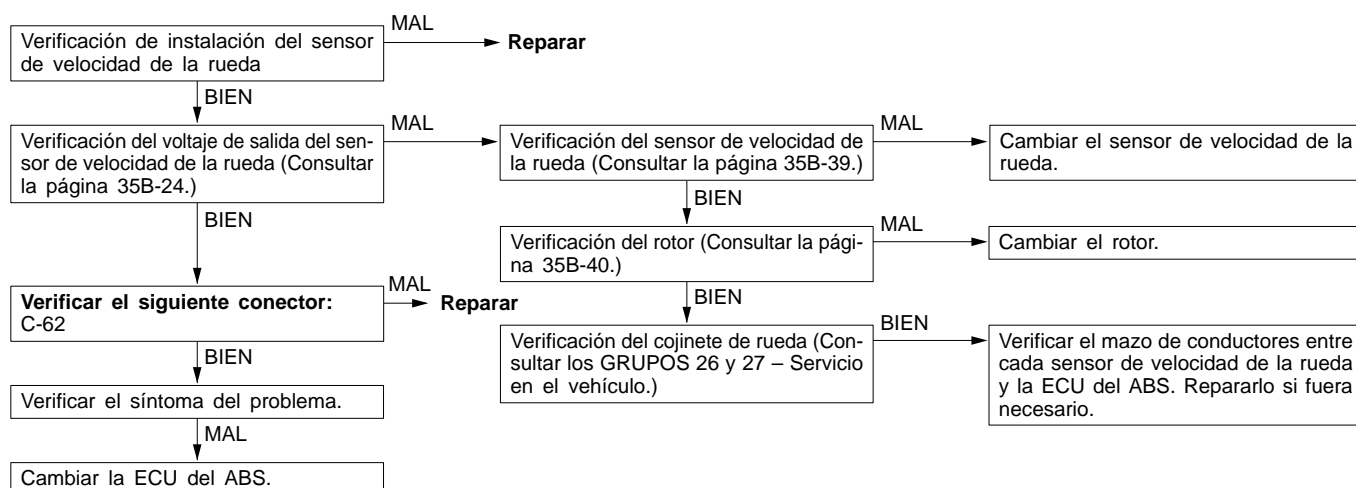 Verificación de instalación del sensor
de velocidad de la rueda
MAL
Reparar
BIEN
Verificación del voltaje de salida del sen-
sor de velocidad de la rueda (Consultar
la página 35B-24.)
MAL
Verificación del sensor de velocidad de
la rueda (Consultar la página 35B-39.)
MAL
Cambiar el sensor de velocidad de la
rueda.
BIEN
BIEN
Verificación del rotor (Consultar la pági-
na 35B-40.)
MAL
Cambiar el rotor.
Verificar el siguiente conector:
C-62
MAL
Reparar
BIEN
Verificación del cojinete de rueda (Con-
sultar los GRUPOS 26 y 27 – Servicio
en el vehículo.)
BIEN
Verificar el mazo de conductores entre
cada sensor de velocidad de la rueda
y la ECU del ABS. Repararlo si fuera
necesario.
BIEN
Verificar el síntoma del problema.
MAL
Cambiar la ECU del ABS.